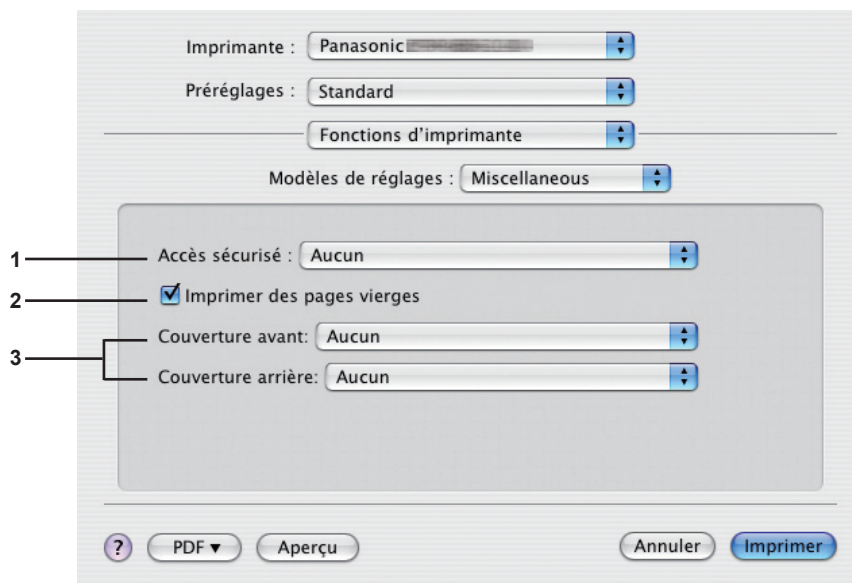 Imprimante : Panasonic
Préréglages : Standard
Fonctions d'imprimante
Modèles de réglages : Miscellaneous
1 Accès sécurisé : Aucun
2 Imprimer des pages vierges
3 Couverture avant: Aucun
Couverture arrière: Aucun
? PDF▼ Aperçu Annuler Imprimer